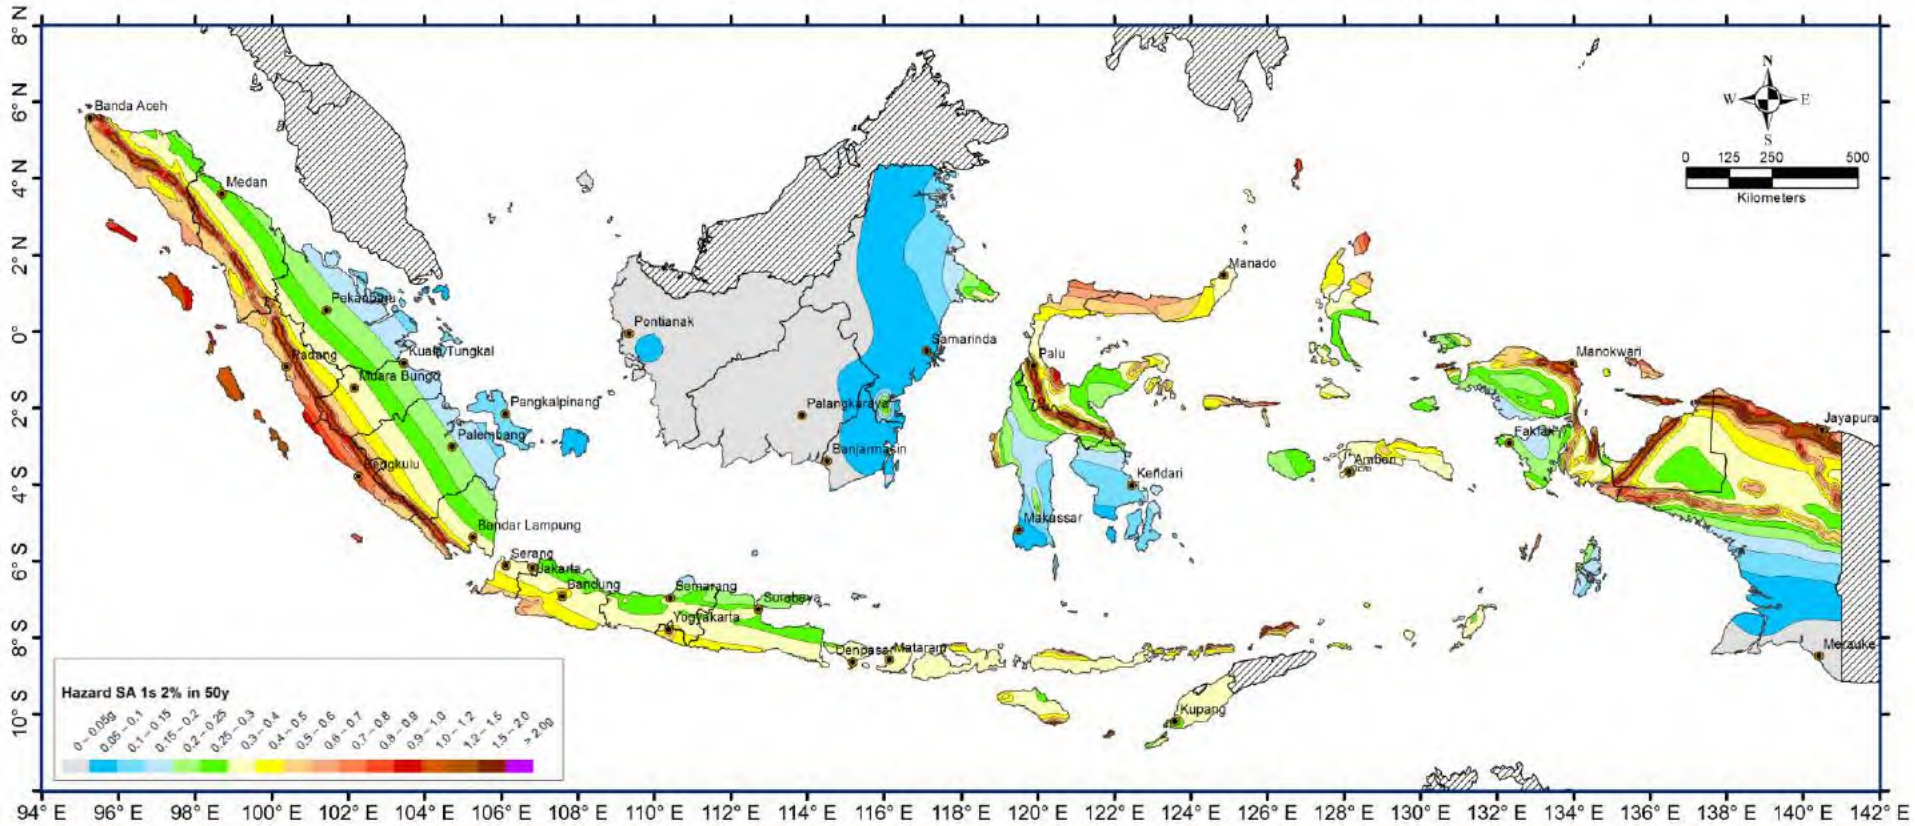 8° N
6° N
4° N
2° N
0°
2° S
4° S
6° S
8° S
10° S
N
W
E
S
0 125 250 500
Kilometers
Banda Aceh
Medan
Pekanbaru
Padang
Kuala Tungkal
Muara Bungo
Pangkalpinang
Palembang
Bengkulu
Bandar Lampung
Serang
Jakarta
Bandung
Semarang
Surabaya
Yogyakarta
Denpasar
Mataram
Kupang
Pontianak
Palangkaraya
Banjarmasin
Samarinda
Palu
Manado
Makassar
Kendari
Ambon
Manokwari
Fakfak
Jayapura
Merauke
Hazard SA 1s 2% in 50y
0 – 0.05g
0.05 – 0.1
0.1 – 0.15
0.15 – 0.2
0.2 – 0.25
0.25 – 0.3
0.3 – 0.4
0.4 – 0.5
0.5 – 0.6
0.6 – 0.7
0.7 – 0.8
0.8 – 0.9
0.9 – 1.0
1.0 – 1.2
1.2 – 1.5
1.5 – 2.0
> 2.0g
94° E 96° E 98° E 100° E 102° E 104° E 106° E 108° E 110° E 112° E 114° E 116° E 118° E 120° E 122° E 124° E 126° E 128° E 130° E 132° E 134° E 136° E 138° E 140° E 142° E